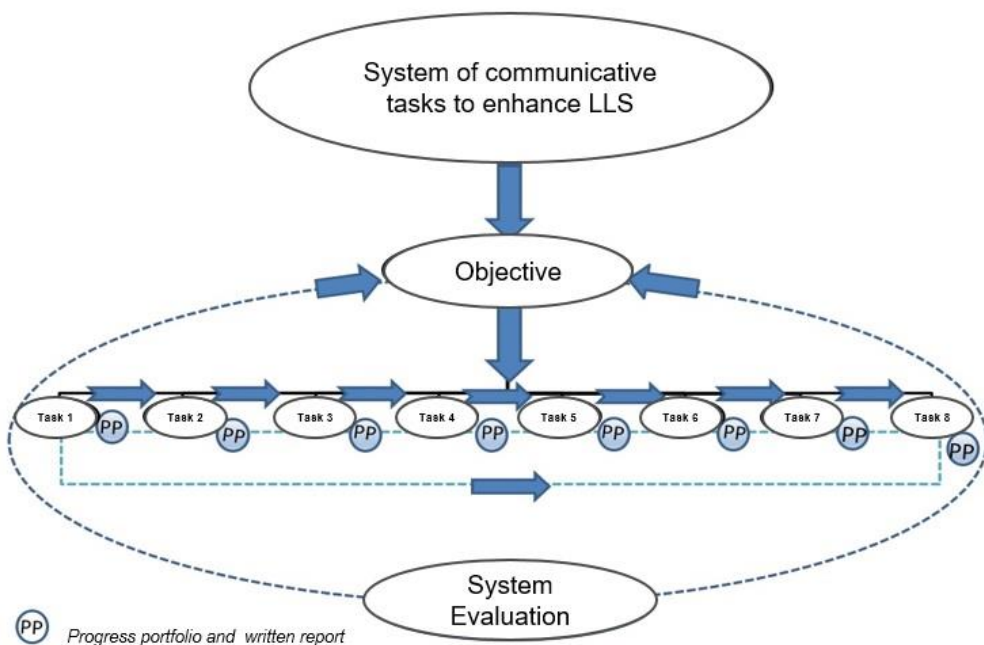 System of communicative
tasks to enhance LLS
Objective
Task 1
Task 2
Task 3
Task 4
Task 5
Task 6
Task 7
Task 8
PP
PP
PP
PP
PP
PP
PP
PP
System
Evaluation
PP
Progress portfolio and written report